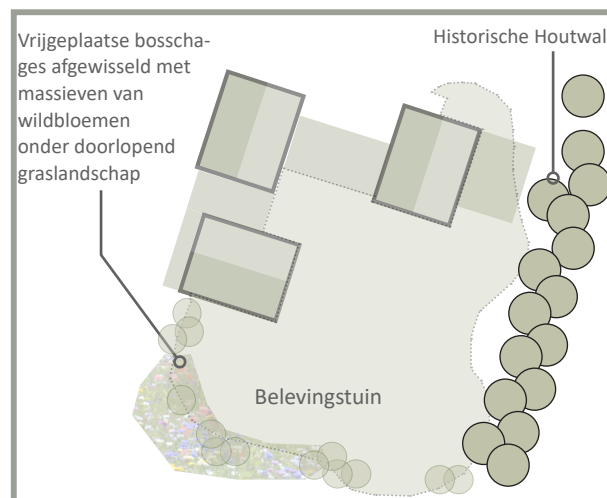 Vrijgeplaatse bosscha-
ges afgewisseld met
massieven van
wildbloemen
onder doorlopend
graslandschap
Historische Houtwal
Belevingstuin